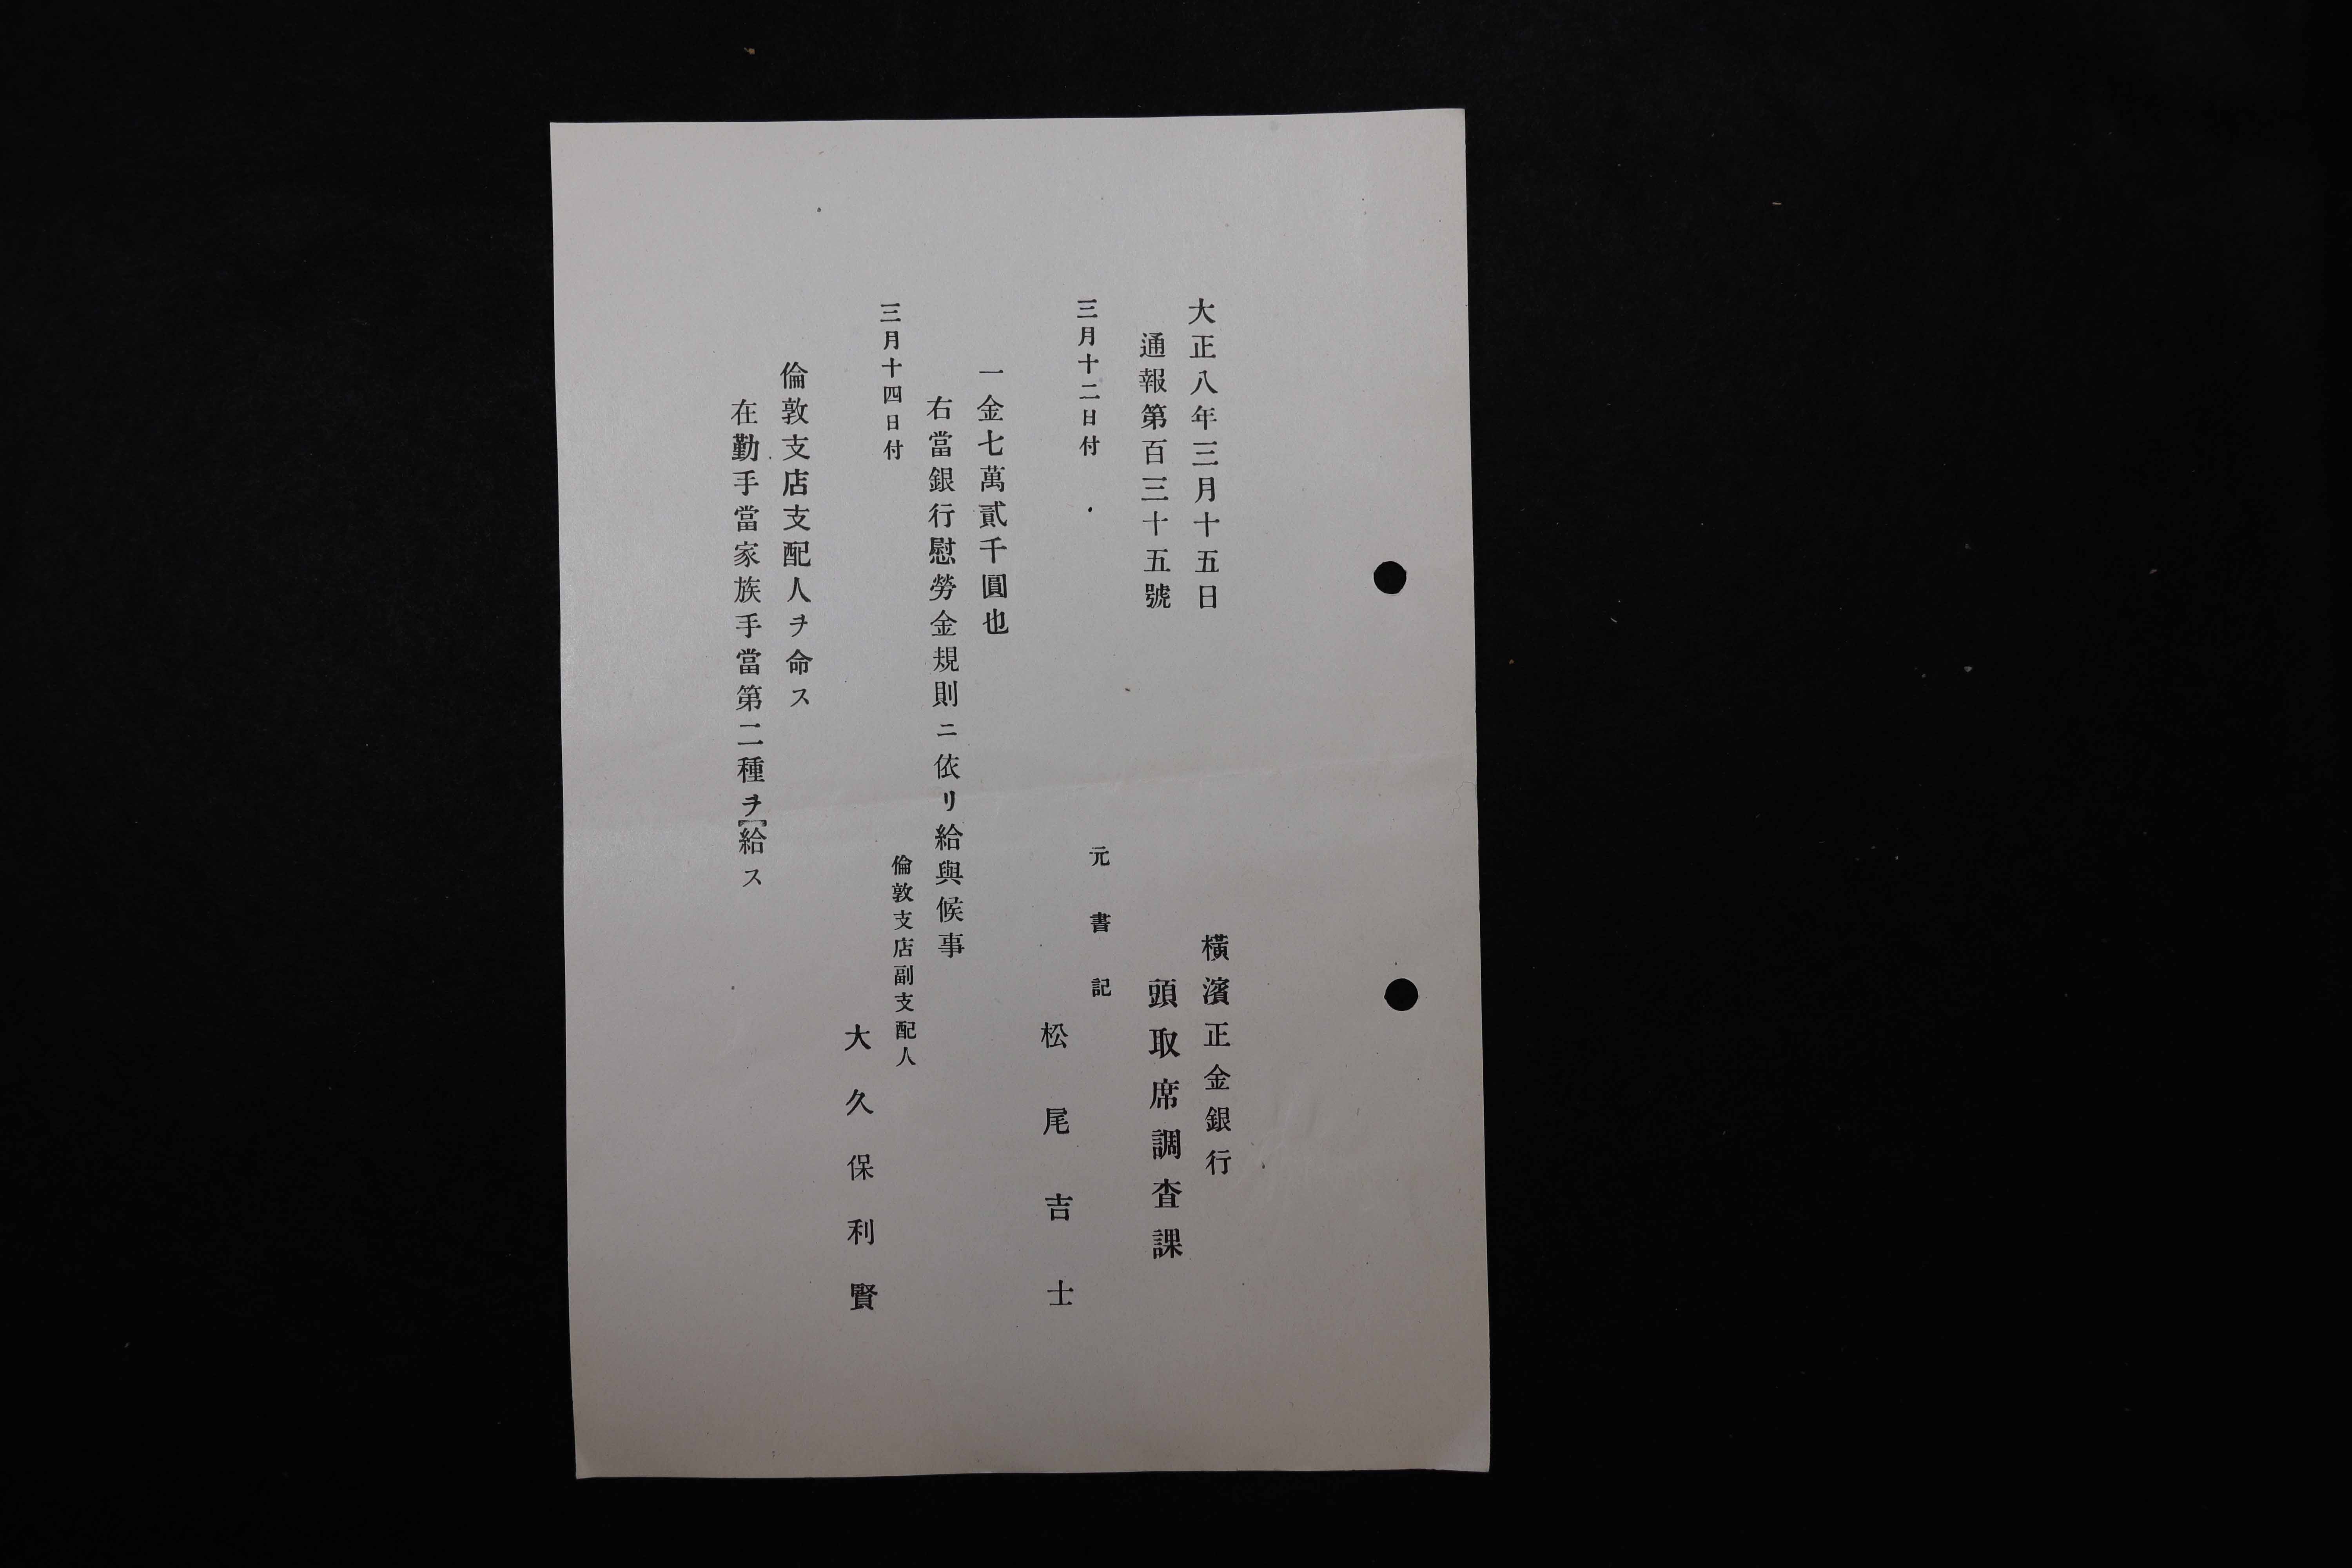 大正八年三月十五日
橫濱正金銀行
通報第百三十五號
頭取席調査課
三月十二日付
元書記
松尾吉士
一金七萬貳千圓也
右當銀行慰勞金規則ニ依リ給與候事
三月十四日付
倫敦支店副支配人
大久保利賢
倫敦支店支配人ヲ命ス
在勤手當家族手當第二種ヲ給ス